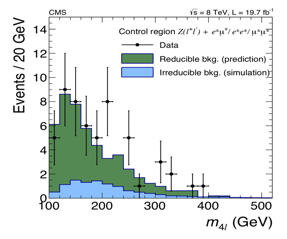 CMS √s = 8 TeV, L = 19.7 fb⁻¹
Control region Z(l⁺l⁻) + e±μ∓/e±e±/μ±μ±
Data
Reducible bkg. (prediction)
Irreducible bkg. (simulation)
Events/20 GeV
14
12
10
8
6
4
2
0
100 200 300 400 500
m4l (GeV)